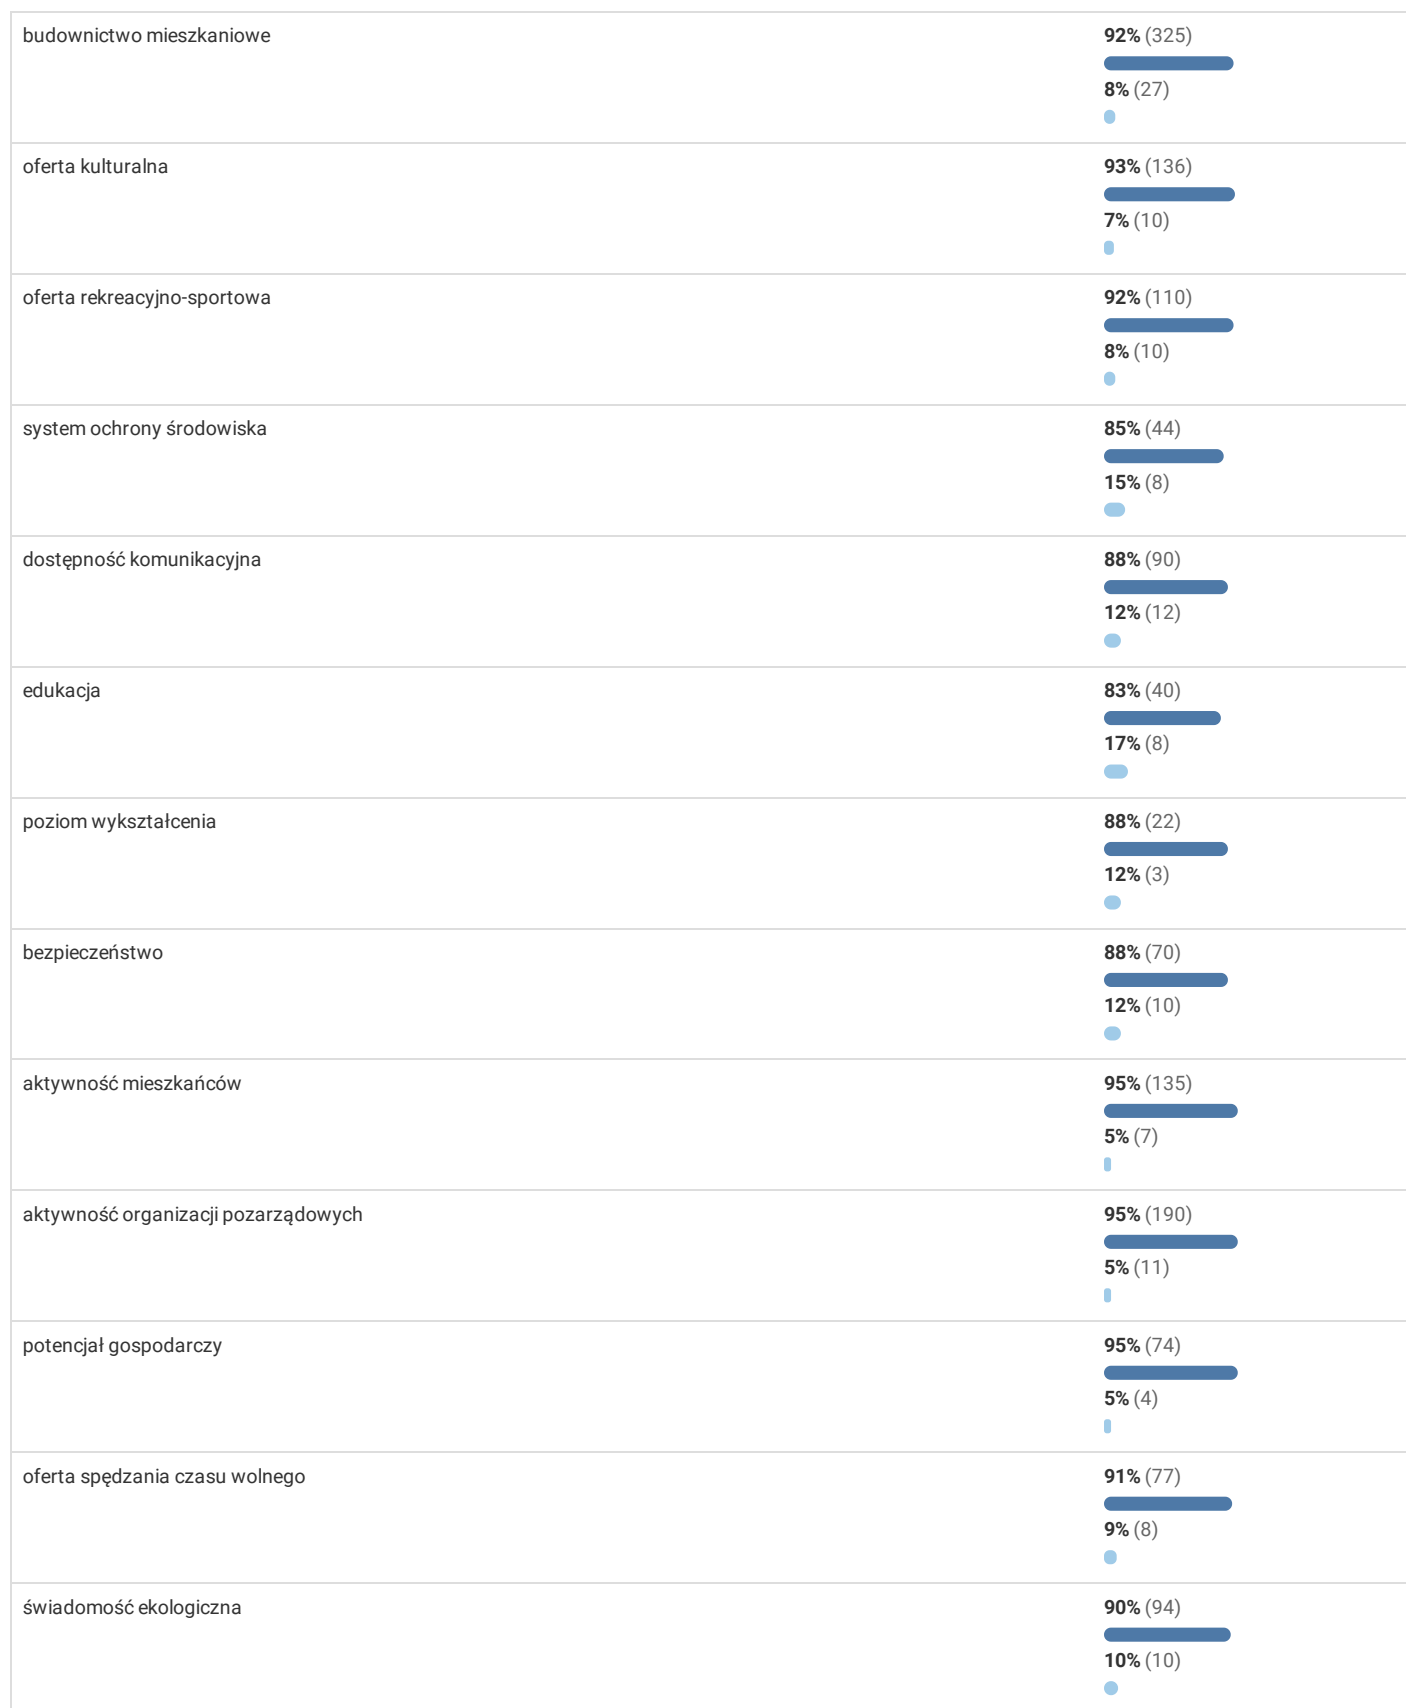 budownictwo mieszkaniowe
92% (325)
8% (27)
oferta kulturalna
93% (136)
7% (10)
oferta rekreacyjno-sportowa
92% (110)
8% (10)
system ochrony środowiska
85% (44)
15% (8)
dostępność komunikacyjna
88% (90)
12% (12)
edukacja
83% (40)
17% (8)
poziom wykształcenia
88% (22)
12% (3)
bezpieczeństwo
88% (70)
12% (10)
aktywność mieszkańców
95% (135)
5% (7)
aktywność organizacji pozarządowych
95% (190)
5% (11)
potencjał gospodarczy
95% (74)
5% (4)
oferta spędzania czasu wolnego
91% (77)
9% (8)
świadomość ekologiczna
90% (94)
10% (10)